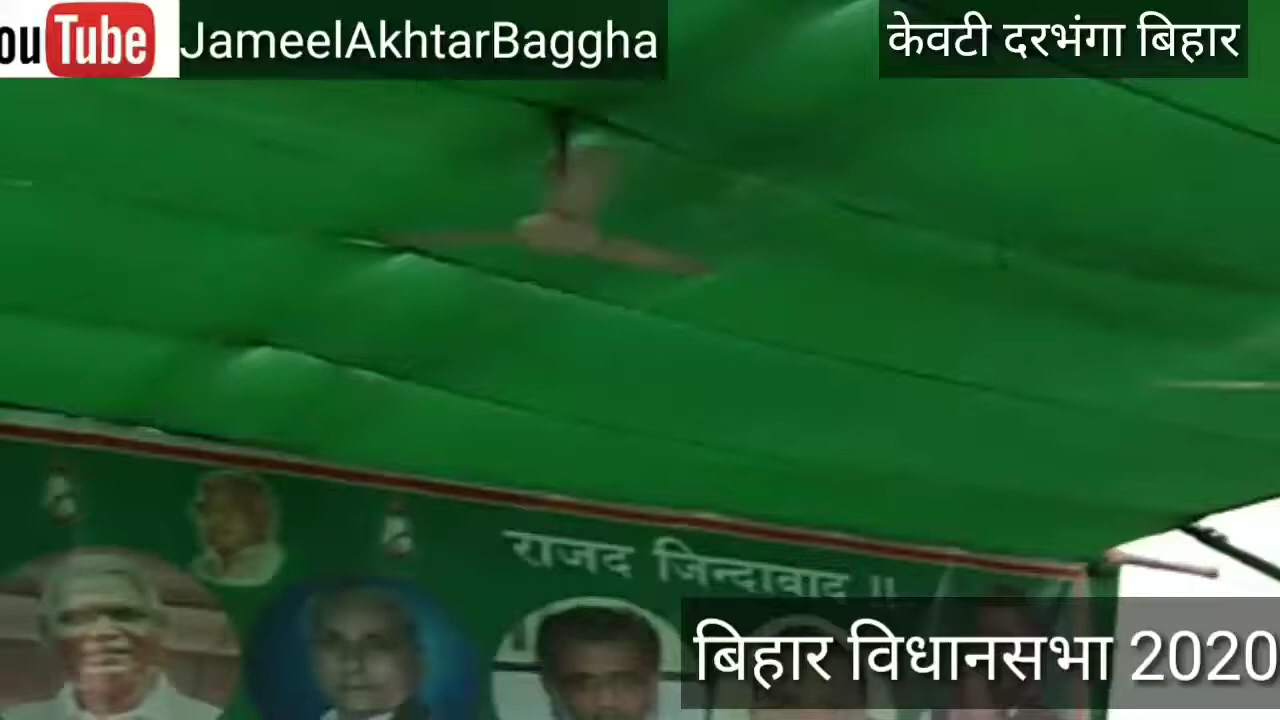 ouTube JameelAkhtarBaggha
केवटी दरभंगा बिहार
राजद जिन्दावाद ॥
बिहार विधानसभा 2020